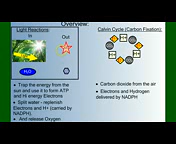 Overview:
Light Reactions:
In
Out
H₂O
• Trap the energy from the
sun and use it to form ATP
and Hi energy Electrons
• Split water - replenish
Electrons and H+ (carried by
NADPH).
• And release Oxygen
Calvin Cycle (Carbon Fixation):
• Carbon dioxide from the air
• Electrons and Hydrogen
delivered by NADPH